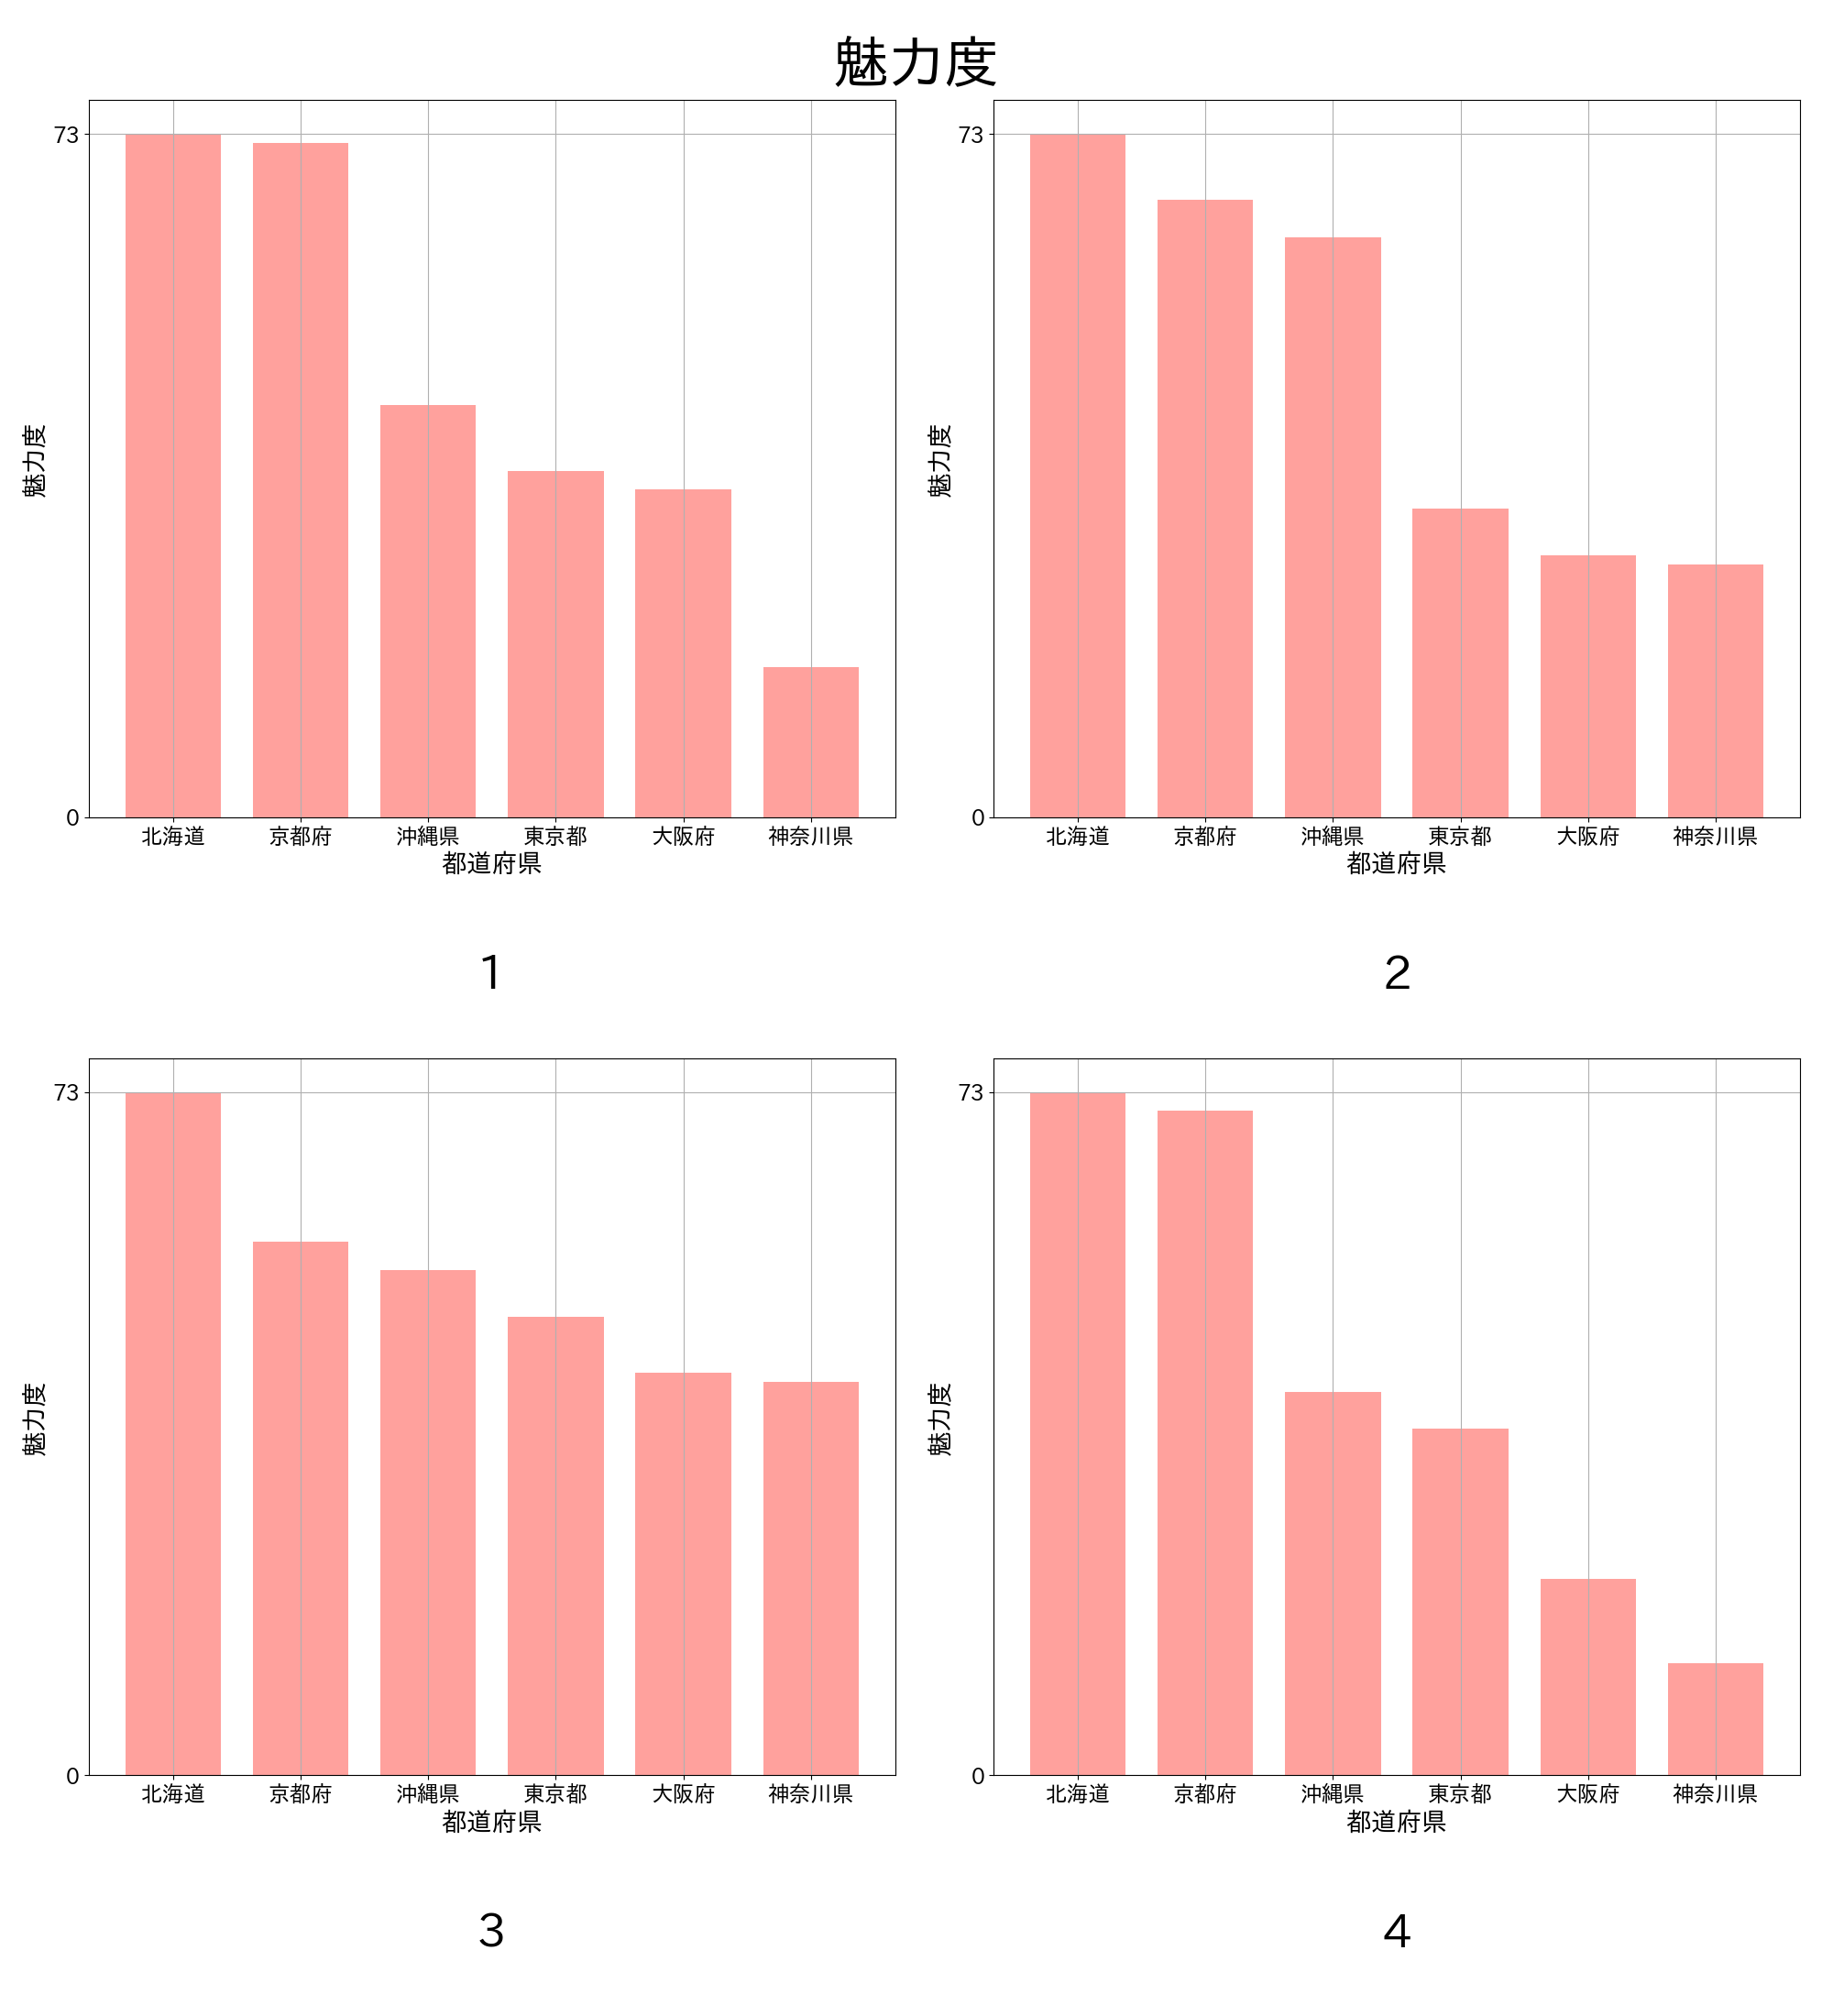 魅力度
73
0
魅力度
北海道 京都府 沖縄県 東京都 大阪府 神奈川県
都道府県
1
73
0
魅力度
北海道 京都府 沖縄県 東京都 大阪府 神奈川県
都道府県
2
73
0
魅力度
北海道 京都府 沖縄県 東京都 大阪府 神奈川県
都道府県
3
73
0
魅力度
北海道 京都府 沖縄県 東京都 大阪府 神奈川県
都道府県
4